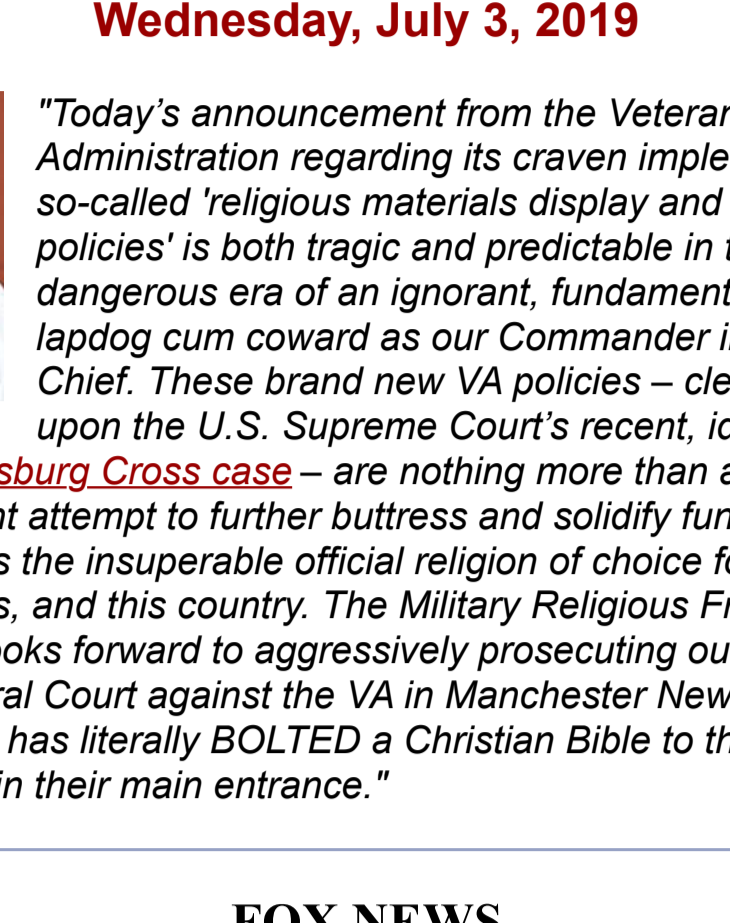 Wednesday, July 3, 2019
"Today’s announcement from the Veteran
Administration regarding its craven imple
so-called 'religious materials display and
policies' is both tragic and predictable in t
dangerous era of an ignorant, fundament
lapdog cum coward as our Commander i
Chief. These brand new VA policies – cle
upon the U.S. Supreme Court’s recent, id
sburg Cross case – are nothing more than a
nt attempt to further buttress and solidify fun
s the insuperable official religion of choice fo
s, and this country. The Military Religious Fr
ooks forward to aggressively prosecuting ou
ral Court against the VA in Manchester New
has literally BOLTED a Christian Bible to th
in their main entrance."
FOX NEWS